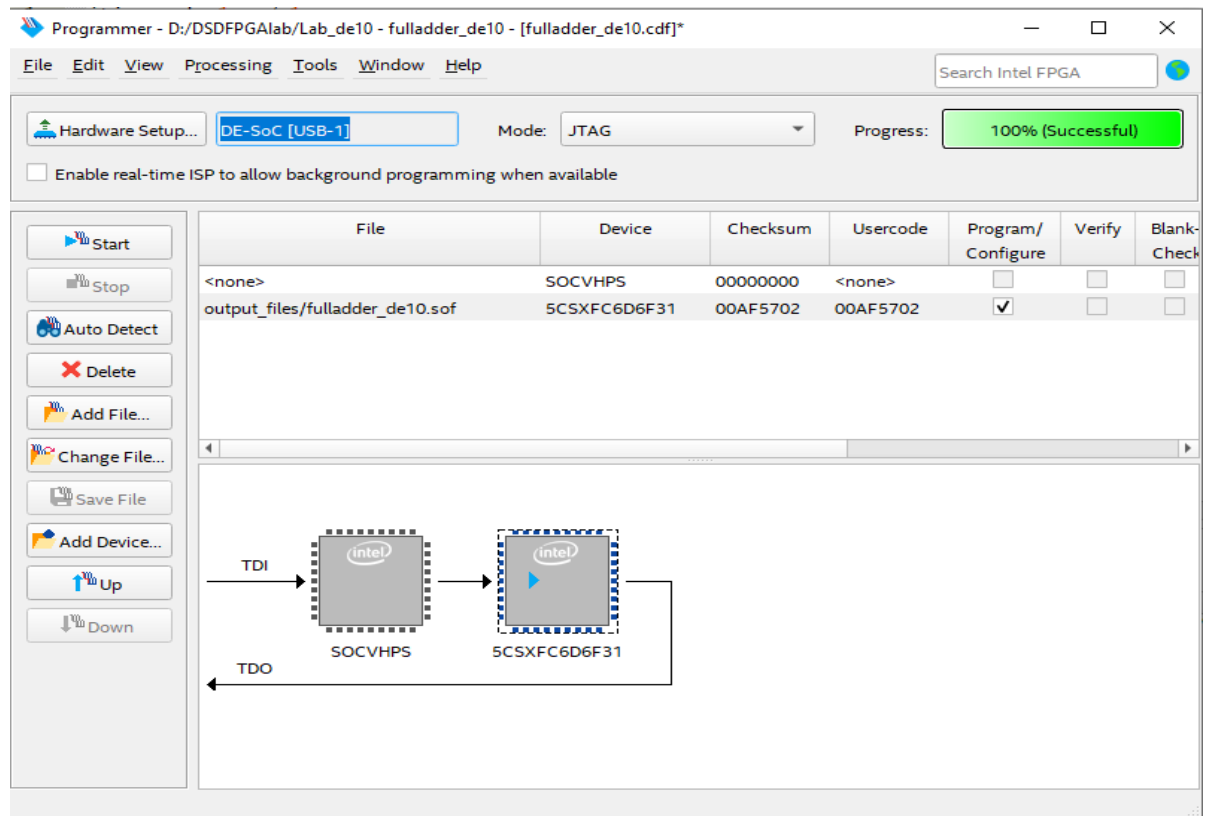 Programmer - D:/DSDFPGAlab/Lab_de10 - fulladder_de10 - [fulladder_de10.cdf]*
File Edit View Processing Tools Window Help
Search Intel FPGA
Hardware Setup... DE-SoC [USB-1] Mode: JTAG Progress: 100% (Successful)
Enable real-time ISP to allow background programming when available
Start
Stop
Auto Detect
Delete
Add File...
Change File...
Save File
Add Device...
Up
Down
File Device Checksum Usercode Program/ Verify Blank-
Configure Check
<none> SOCVHPS 00000000 <none>
output_files/fulladder_de10.sof 5CSXFC6D6F31 00AF5702 00AF5702
TDI
intel
intel
SOCVHPS
5CSXFC6D6F31
TDO